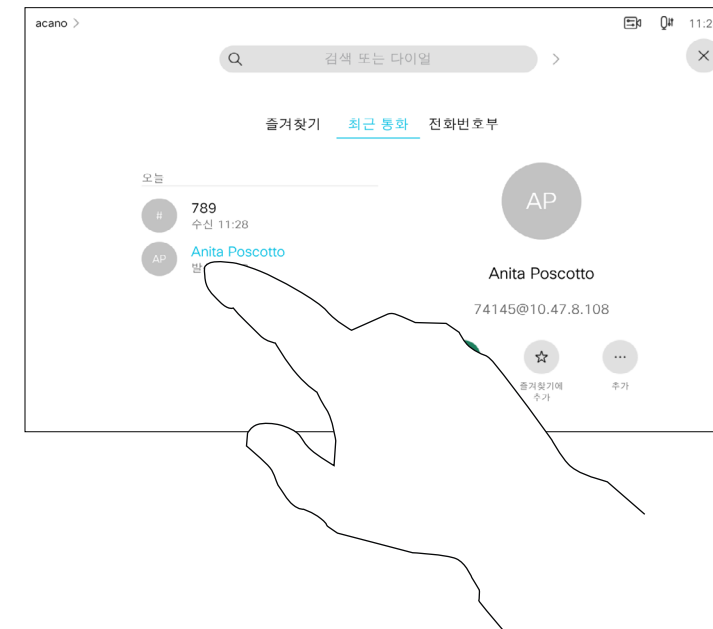 acano >
11:2
검색 또는 다이얼
즐겨찾기 최근 통화 전화번호부
오늘
# 789
수신 11:28
AP Anita Poscotto
발
AP
Anita Poscotto
74145@10.47.8.108
즐겨찾기에
추가
추가